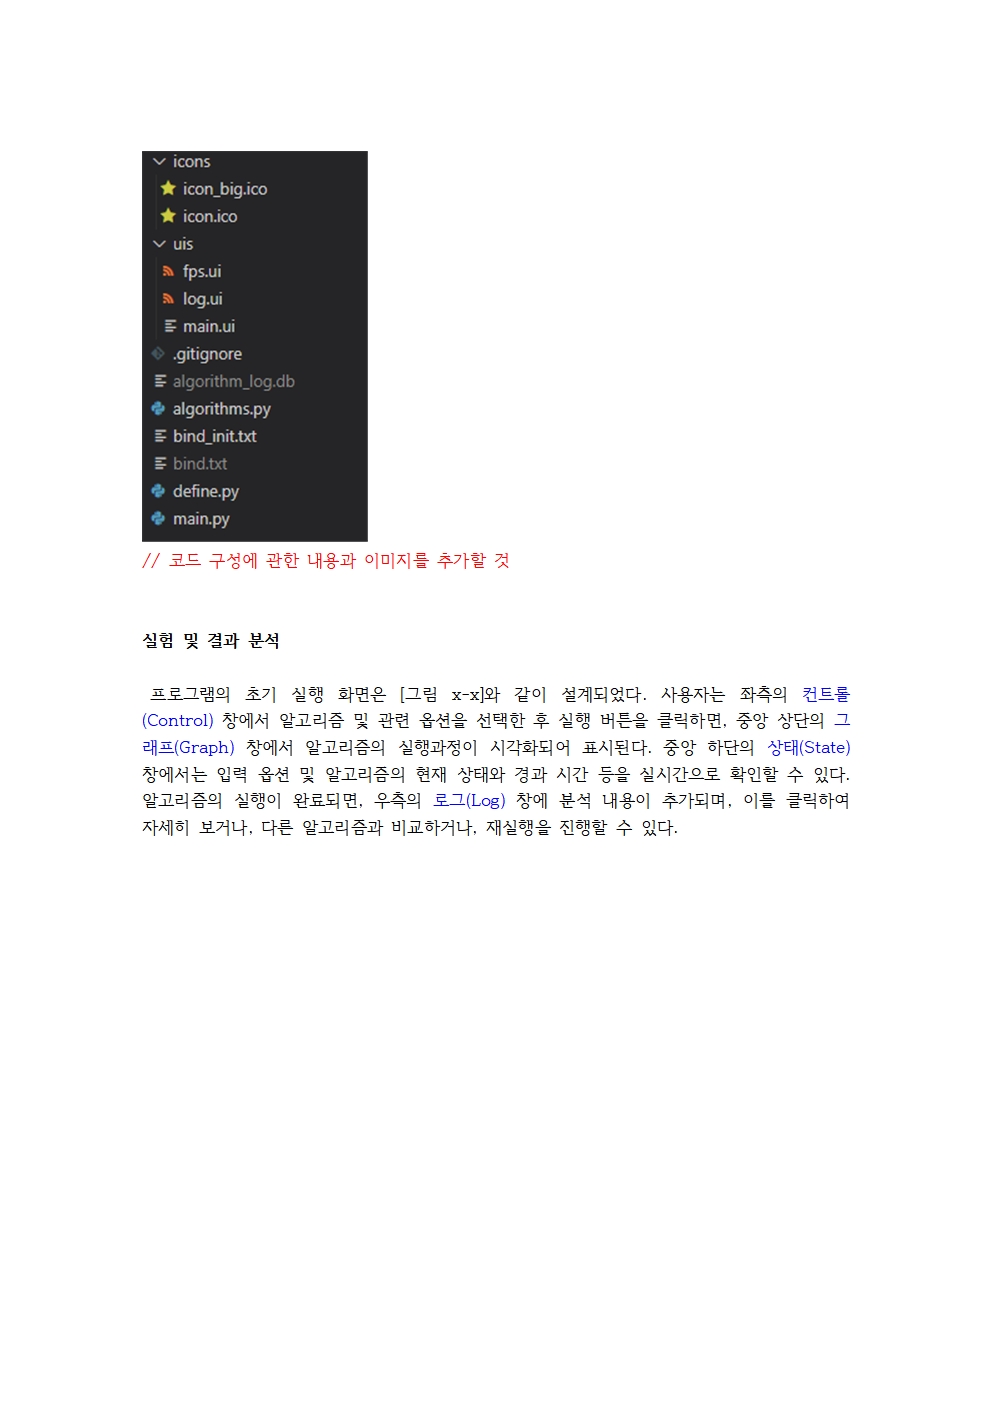 icons
icon_big.ico
icon.ico
uis
fps.ui
log.ui
main.ui
.gitignore
algorithm_log.db
algorithms.py
bind_init.txt
bind.txt
define.py
main.py
// 코드 구성에 관한 내용과 이미지를 추가할 것
실험 및 결과 분석
프로그램의 초기 실행 화면은 [그림 x-x]와 같이 설계되었다. 사용자는 좌측의 컨트롤
(Control) 창에서 알고리즘 및 관련 옵션을 선택한 후 실행 버튼을 클릭하면, 중앙 상단의 그
래프(Graph) 창에서 알고리즘의 실행과정이 시각화되어 표시된다. 중앙 하단의 상태(State)
창에서는 입력 옵션 및 알고리즘의 현재 상태와 경과 시간 등을 실시간으로 확인할 수 있다.
알고리즘의 실행이 완료되면, 우측의 로그(Log) 창에 분석 내용이 추가되며, 이를 클릭하여
자세히 보거나, 다른 알고리즘과 비교하거나, 재실행을 진행할 수 있다.